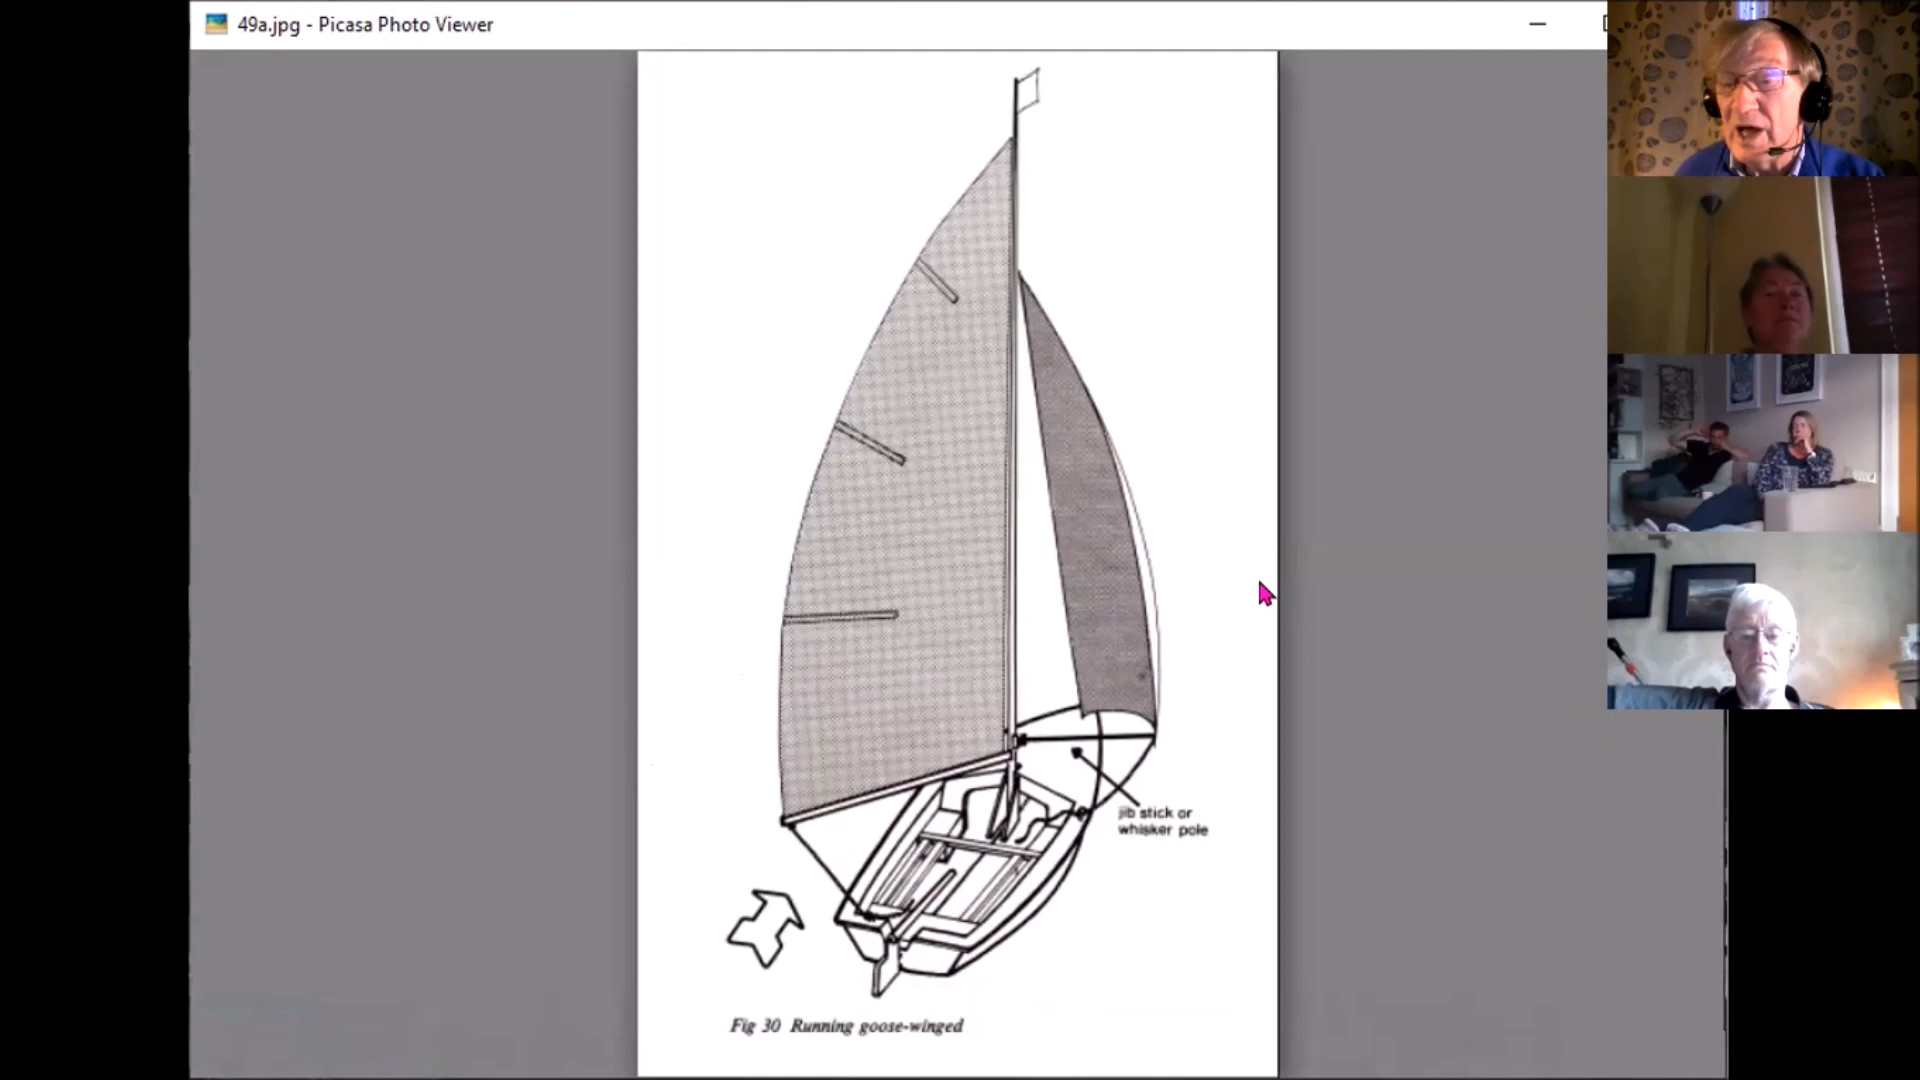 49a.jpg - Picasa Photo Viewer
jib stick or
whisker pole
Fig 30 Running goose-winged